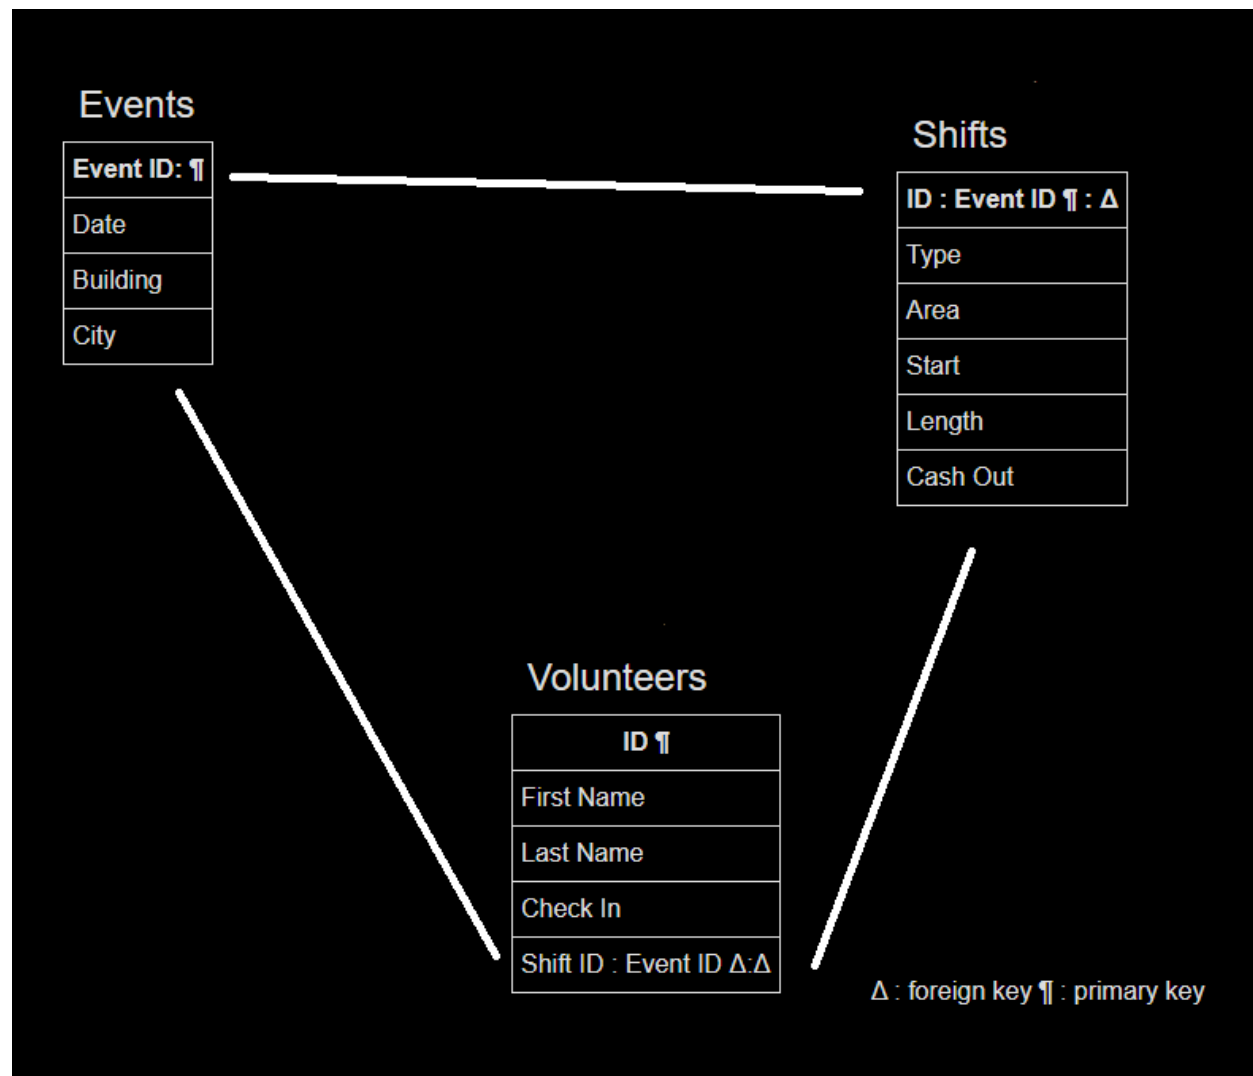 Events
Event ID: ¶
Date
Building
City
Shifts
ID : Event ID ¶ : Δ
Type
Area
Start
Length
Cash Out
Volunteers
ID ¶
First Name
Last Name
Check In
Shift ID : Event ID Δ:Δ
Δ : foreign key ¶ : primary key